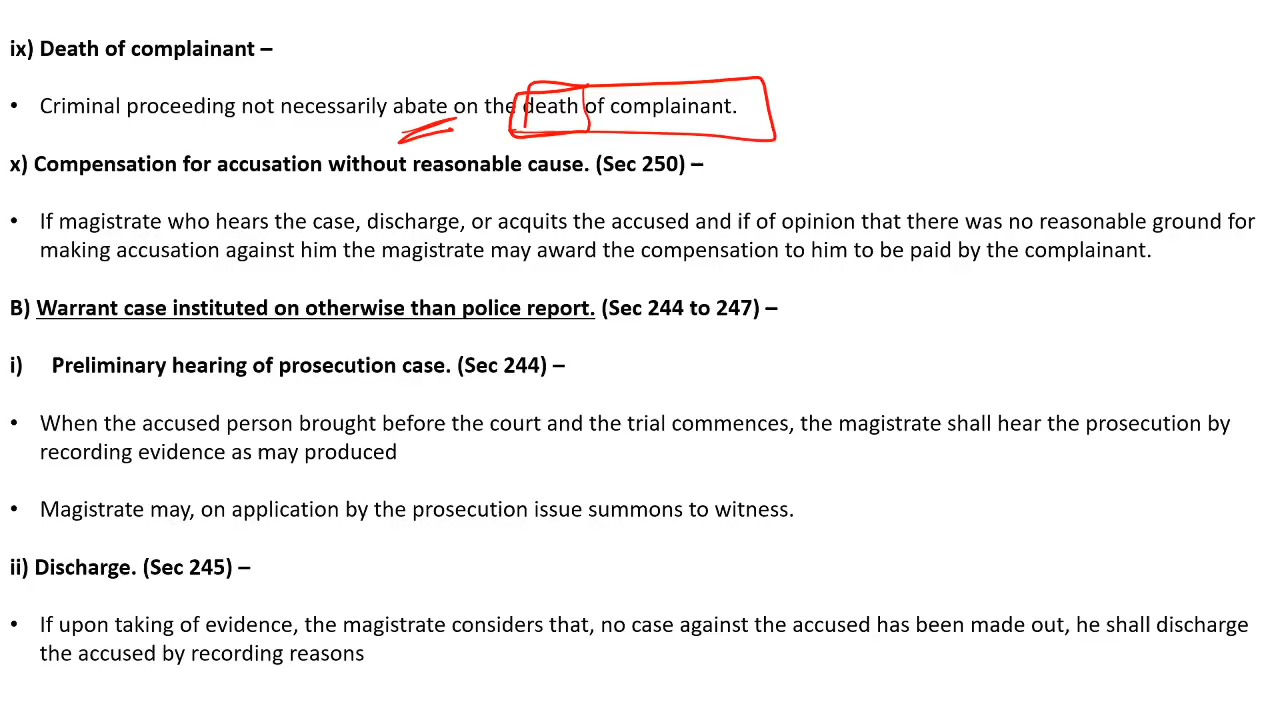 ix) Death of complainant –
• Criminal proceeding not necessarily abate on the death of complainant.
x) Compensation for accusation without reasonable cause. (Sec 250) –
• If magistrate who hears the case, discharge, or acquits the accused and if of opinion that there was no reasonable ground for
making accusation against him the magistrate may award the compensation to him to be paid by the complainant.
B) Warrant case instituted on otherwise than police report. (Sec 244 to 247) –
i) Preliminary hearing of prosecution case. (Sec 244) –
• When the accused person brought before the court and the trial commences, the magistrate shall hear the prosecution by
recording evidence as may produced
• Magistrate may, on application by the prosecution issue summons to witness.
ii) Discharge. (Sec 245) –
• If upon taking of evidence, the magistrate considers that, no case against the accused has been made out, he shall discharge
the accused by recording reasons